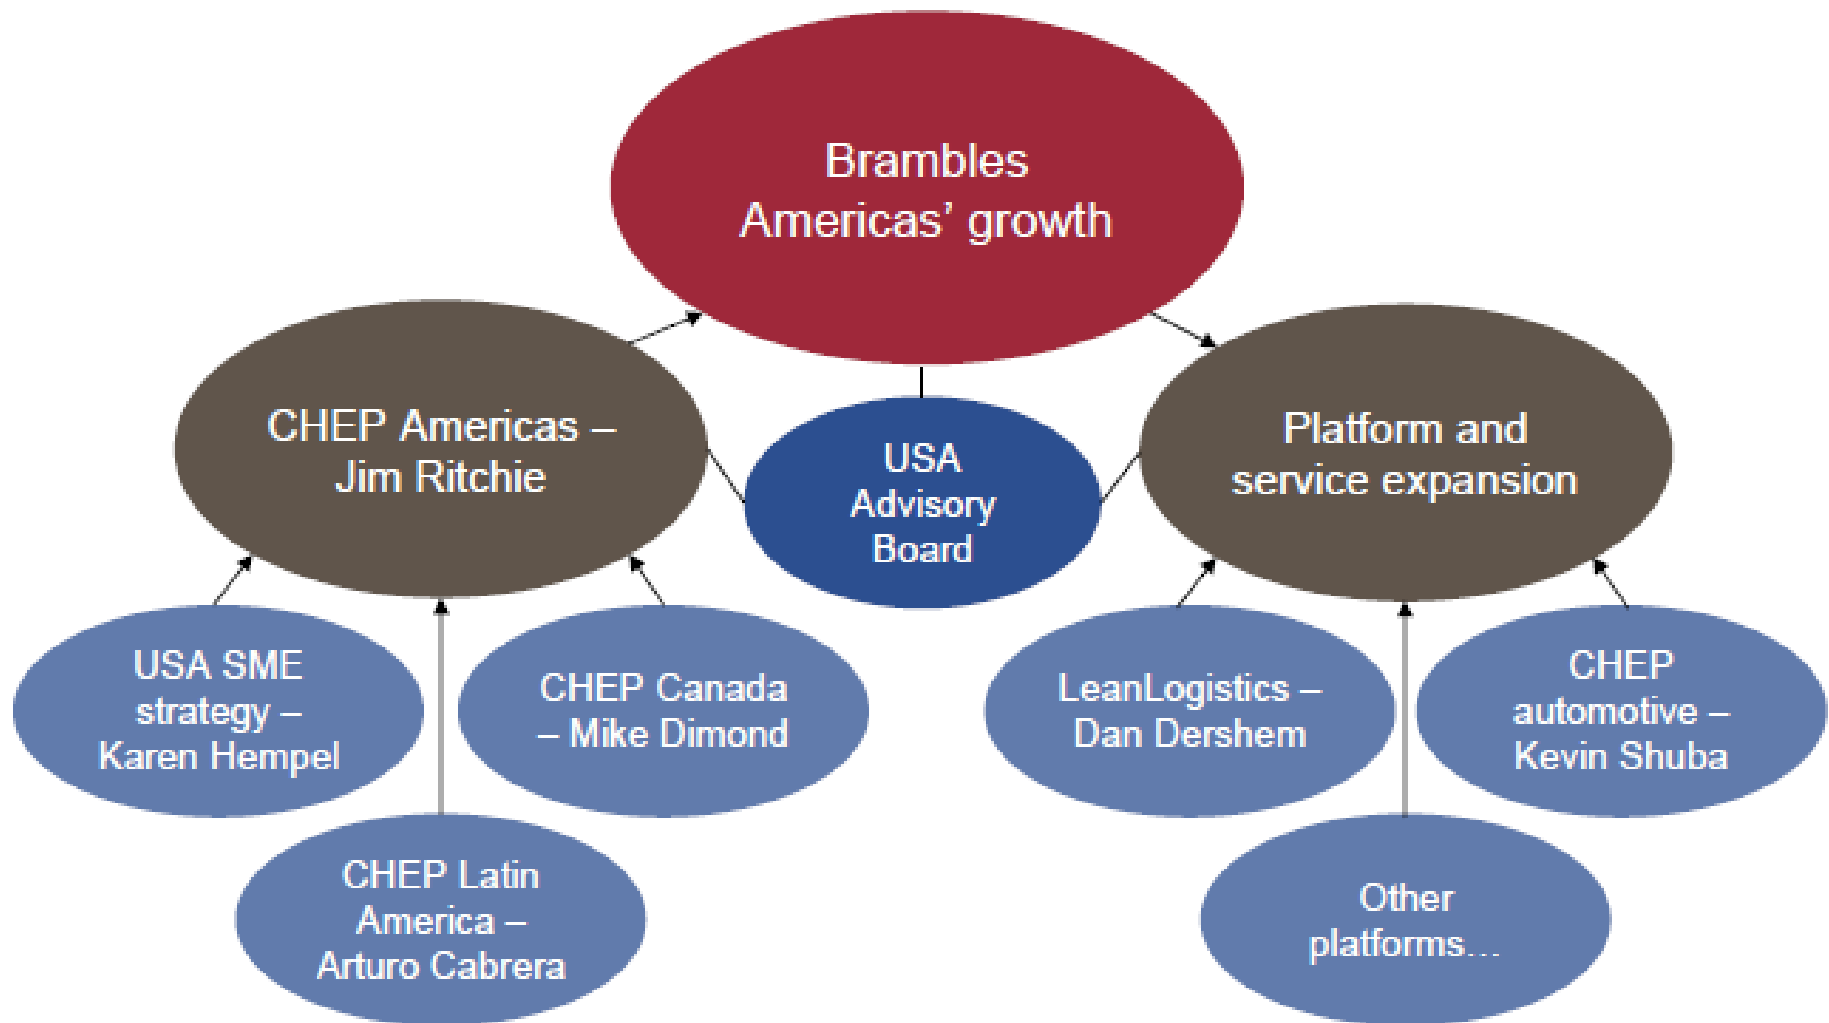 Brambles
Americas’ growth
CHEP Americas –
Jim Ritchie
USA
Advisory
Board
Platform and
service expansion
USA SME
strategy –
Karen Hempel
CHEP Canada
– Mike Dimond
LeanLogistics –
Dan Dershem
CHEP
automotive –
Kevin Shuba
CHEP Latin
America –
Arturo Cabrera
Other
platforms...